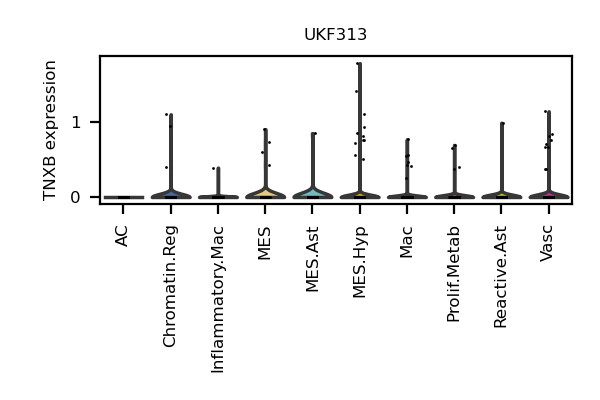 UKF313
TNXB expression
1
0
AC
Chromatin.Reg
Inflammatory.Mac
MES
MES.Ast
MES.Hyp
Mac
Prolif.Metab
Reactive.Ast
Vasc